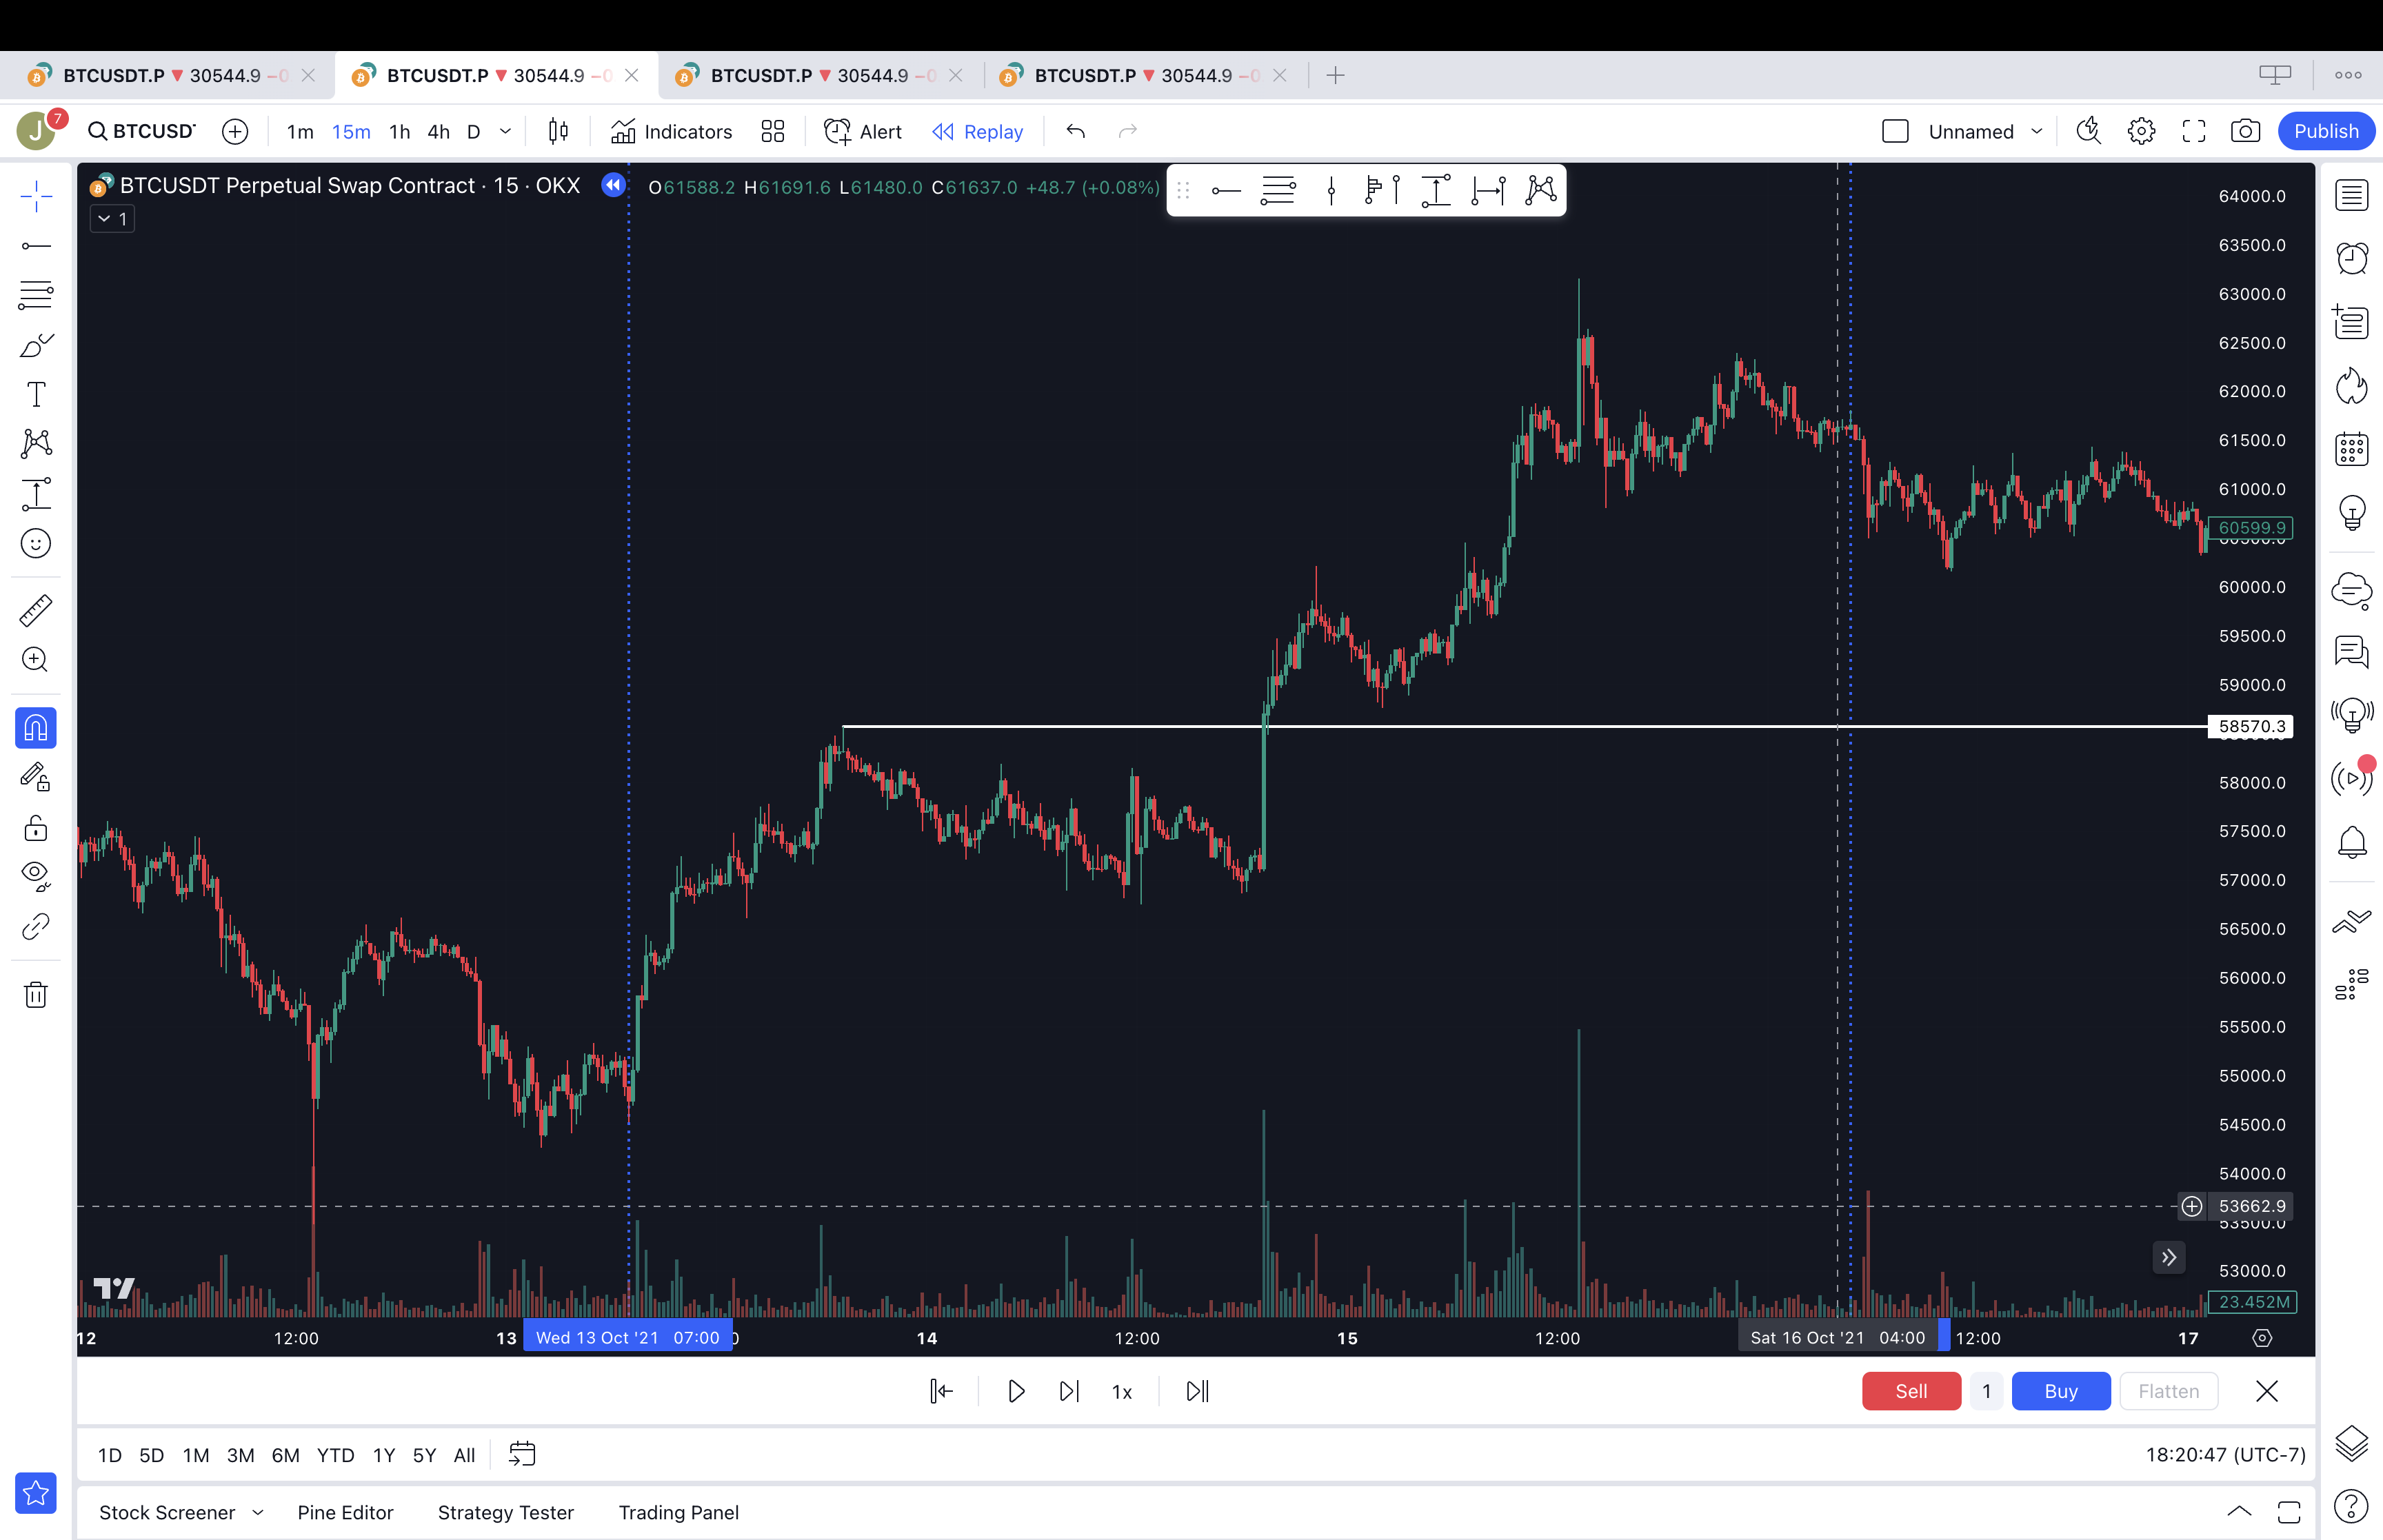 BTCUSDT.P ▼ 30544.9 −0
BTCUSDT.P ▼ 30544.9 −0
BTCUSDT.P ▼ 30544.9 −0
BTCUSDT.P ▼ 30544.9 −0
J 7 BTCUSD 1m 15m 1h 4h D Indicators Alert Replay Unnamed Publish
BTCUSDT Perpetual Swap Contract · 15 · OKX O61588.2 H61691.6 L61480.0 C61637.0 +48.7 (+0.08%)
1
64000.0
63500.0
63000.0
62500.0
62000.0
61500.0
61000.0
60599.9
60500.0
60000.0
59500.0
59000.0
58570.3
58000.0
57500.0
57000.0
56500.0
56000.0
55500.0
55000.0
54500.0
54000.0
53662.9
53500.0
53000.0
23.452M
12 12:00 13 Wed 13 Oct '21 07:00 14 12:00 15 12:00 Sat 16 Oct '21 04:00 12:00 17
1x Sell 1 Buy Flatten
1D 5D 1M 3M 6M YTD 1Y 5Y All 18:20:47 (UTC-7)
Stock Screener Pine Editor Strategy Tester Trading Panel